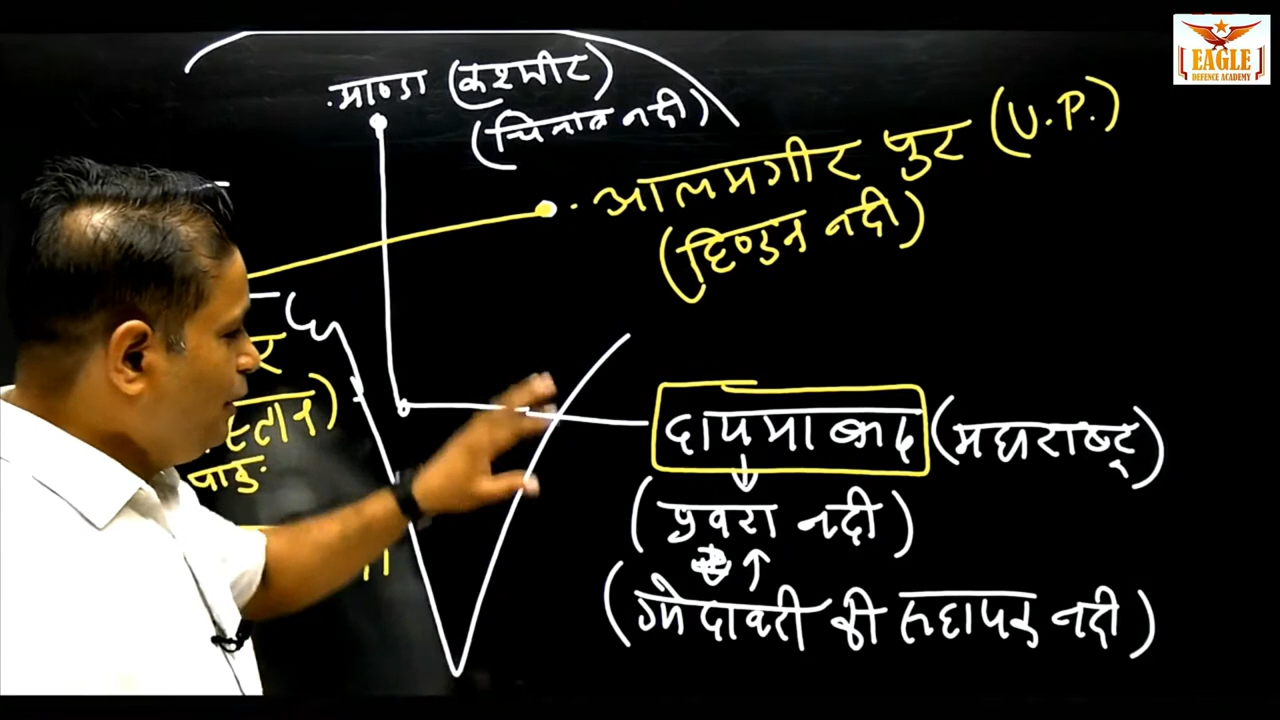 EAGLE
DEFENCE ACADEMY
माण्डा (कश्मीर)
(चिनाब नदी)
आलमगीर पुर (U.P.)
(हिण्डन नदी)
दायमाबाद (महाराष्ट्र)
(प्रवरा नदी)
(गोदावरी की सहायक नदी)